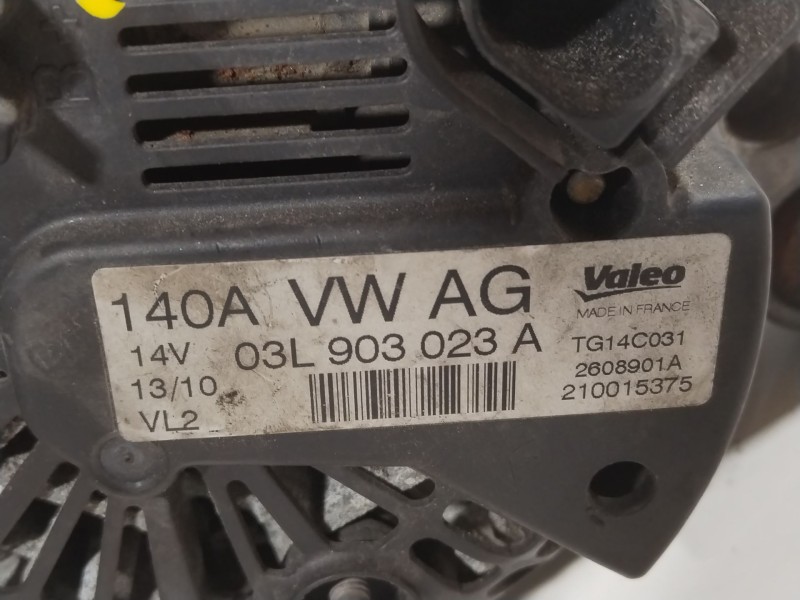 140A VW AG
14V 03L 903 023 A
13/10
VL2
Valeo
MADE IN FRANCE
TG14C031
2608901A
210015375